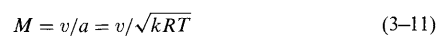 M = v/a = v/√kRT (3–11)